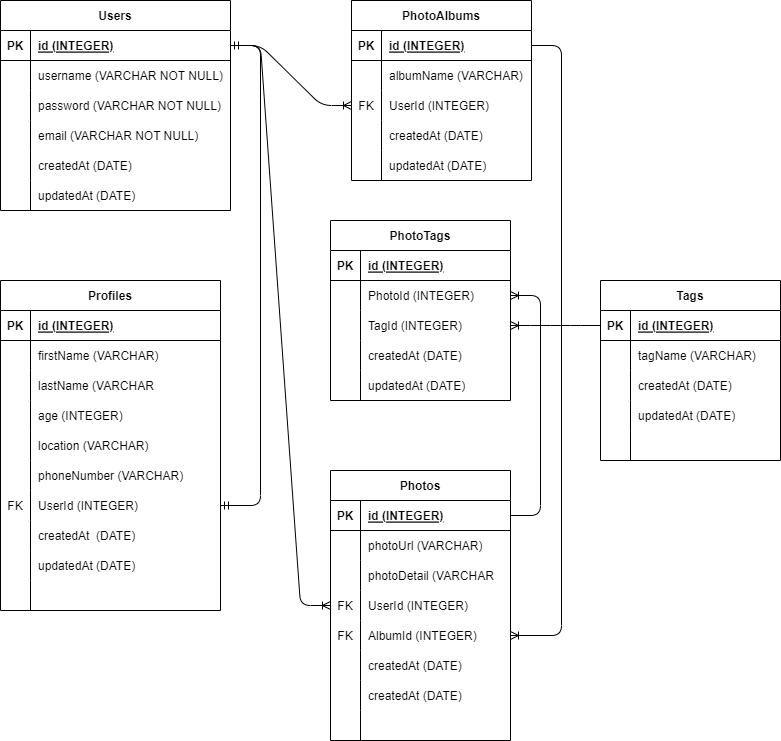 Users
PK id (INTEGER)
username (VARCHAR NOT NULL)
password (VARCHAR NOT NULL)
email (VARCHAR NOT NULL)
createdAt (DATE)
updatedAt (DATE)
PhotoAlbums
PK id (INTEGER)
albumName (VARCHAR)
FK UserId (INTEGER)
createdAt (DATE)
updatedAt (DATE)
PhotoTags
PK id (INTEGER)
PhotoId (INTEGER)
TagId (INTEGER)
createdAt (DATE)
updatedAt (DATE)
Profiles
PK id (INTEGER)
firstName (VARCHAR)
lastName (VARCHAR
age (INTEGER)
location (VARCHAR)
phoneNumber (VARCHAR)
FK UserId (INTEGER)
createdAt (DATE)
updatedAt (DATE)
Tags
PK id (INTEGER)
tagName (VARCHAR)
createdAt (DATE)
updatedAt (DATE)
Photos
PK id (INTEGER)
photoUrl (VARCHAR)
photoDetail (VARCHAR
FK UserId (INTEGER)
FK AlbumId (INTEGER)
createdAt (DATE)
createdAt (DATE)